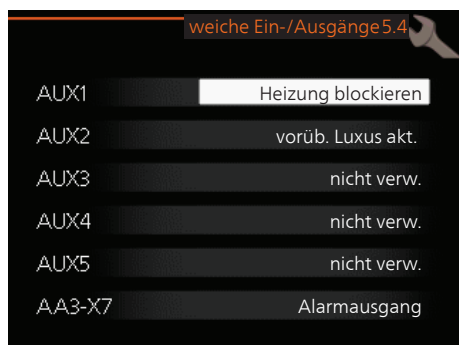 weiche Ein-/Ausgänge 5.4
AUX1 Heizung blockieren
AUX2 vorüb. Luxus akt.
AUX3 nicht verw.
AUX4 nicht verw.
AUX5 nicht verw.
AA3-X7 Alarmausgang